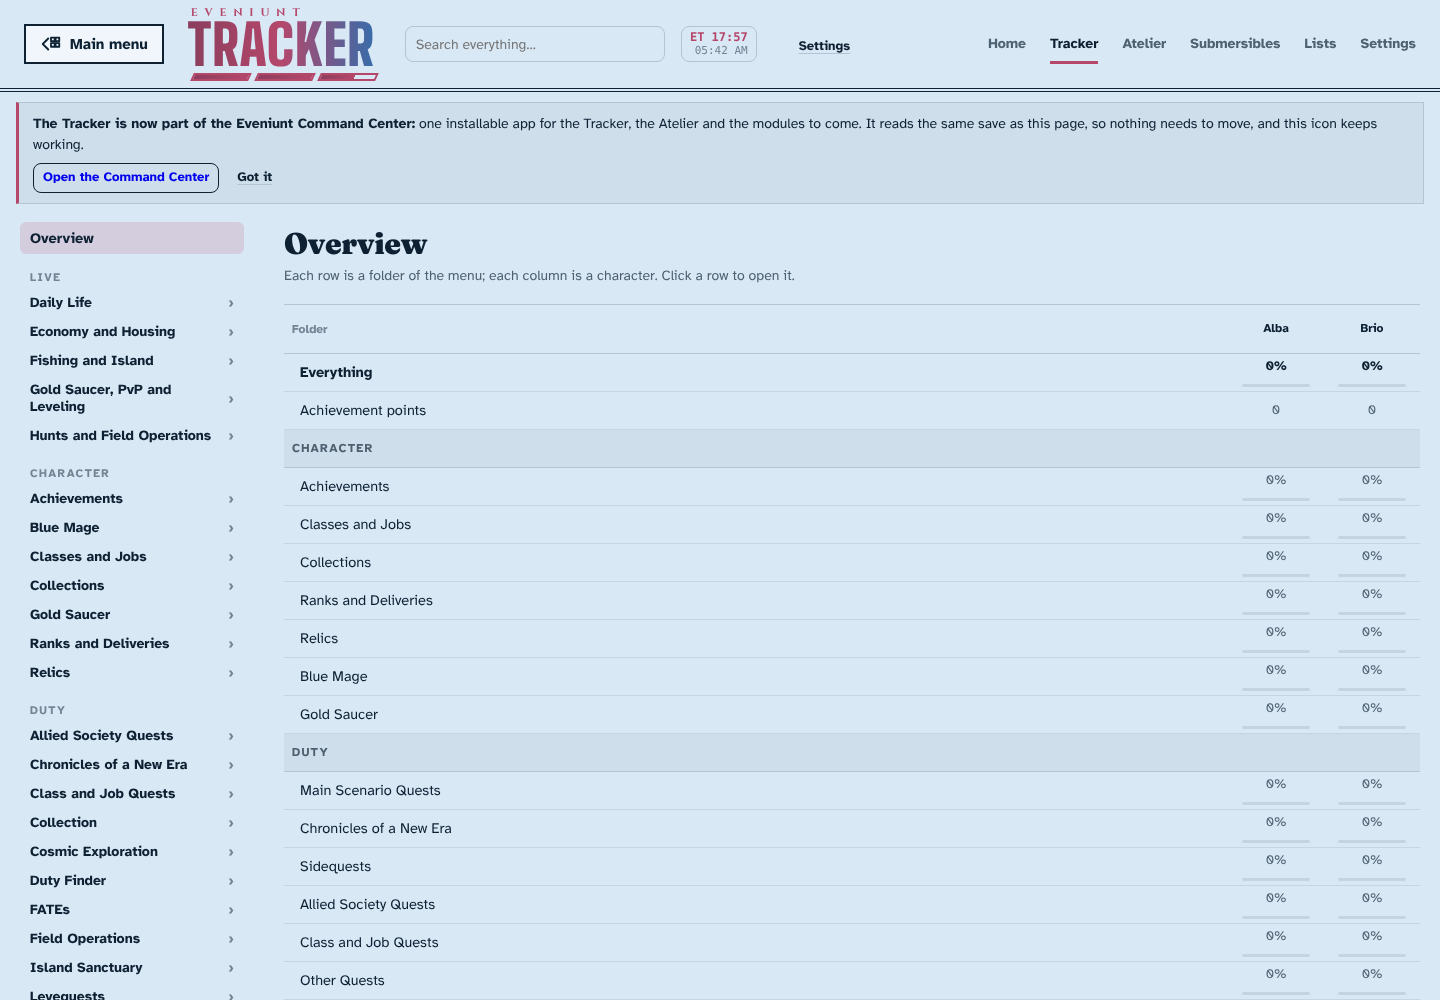 Main menu
EVENIUNT
TRACKER
Search everything...
ET 17:57
05:42 AM
Settings
Home
Tracker
Atelier
Submersibles
Lists
Settings
The Tracker is now part of the Eveniunt Command Center: one installable app for the Tracker, the Atelier and the modules to come. It reads the same save as this page, so nothing needs to move, and this icon keeps
working.
Open the Command Center
Got it
Overview
LIVE
Daily Life
Economy and Housing
Fishing and Island
Gold Saucer, PvP and
Leveling
Hunts and Field Operations
CHARACTER
Achievements
Blue Mage
Classes and Jobs
Collections
Gold Saucer
Ranks and Deliveries
Relics
DUTY
Allied Society Quests
Chronicles of a New Era
Class and Job Quests
Collection
Cosmic Exploration
Duty Finder
FATEs
Field Operations
Island Sanctuary
Levequests
Overview
Each row is a folder of the menu; each column is a character. Click a row to open it.
Folder Alba Brio
Everything 0% 0%
Achievement points 0 0
CHARACTER
Achievements 0% 0%
Classes and Jobs 0% 0%
Collections 0% 0%
Ranks and Deliveries 0% 0%
Relics 0% 0%
Blue Mage 0% 0%
Gold Saucer 0% 0%
DUTY
Main Scenario Quests 0% 0%
Chronicles of a New Era 0% 0%
Sidequests 0% 0%
Allied Society Quests 0% 0%
Class and Job Quests 0% 0%
Other Quests 0% 0%